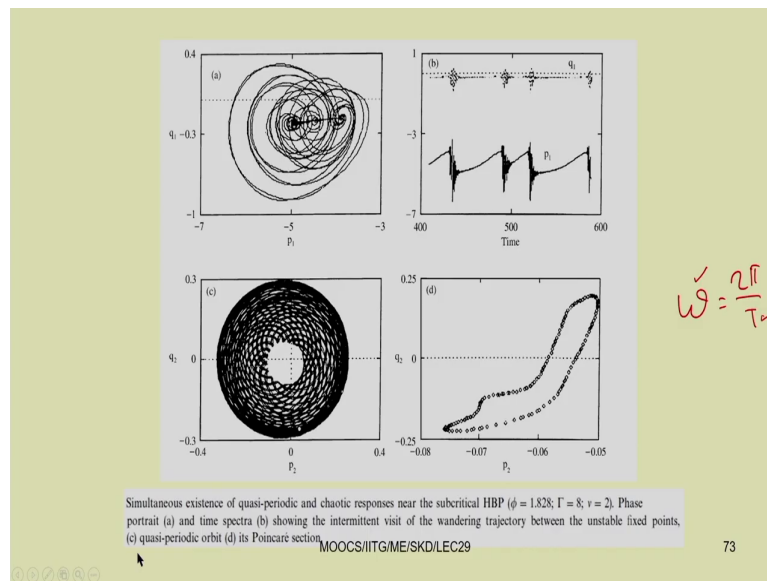 0.4
(a)
q₁ −0.3
−1
−7 −5 −3
p₁
1
(b)
q₁
−3
p₁
−7
400 500 600
Time
0.3
(c)
q₂ 0
−0.3
−0.4 0 0.4
p₂
0.25
(d)
q₂ 0
−0.25
−0.08 −0.07 −0.06 −0.05
p₂
ω = 2π
Simultaneous existence of quasi-periodic and chaotic responses near the subcritical HBP (ϕ = 1.828; Γ = 8; ν = 2). Phase
portrait (a) and time spectra (b) showing the intermittent visit of the wandering trajectory between the unstable fixed points,
(c) quasi-periodic orbit (d) its Poincaré section
MOOCS/IITG/ME/SKD/LEC29
73